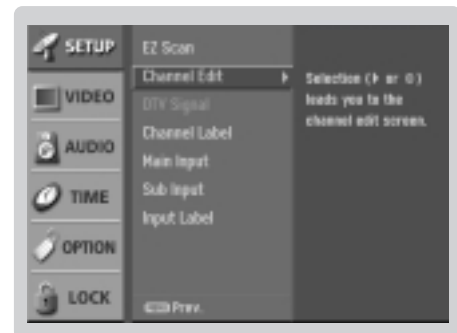 SETUP
VIDEO
AUDIO
TIME
OPTION
LOCK
EZ Scan
Channel Edit
DTV Signal
Channel Label
Main Input
Sub Input
Input Label
Prev.
Selection (▶ or ⊙)
leads you to the
channel edit screen.